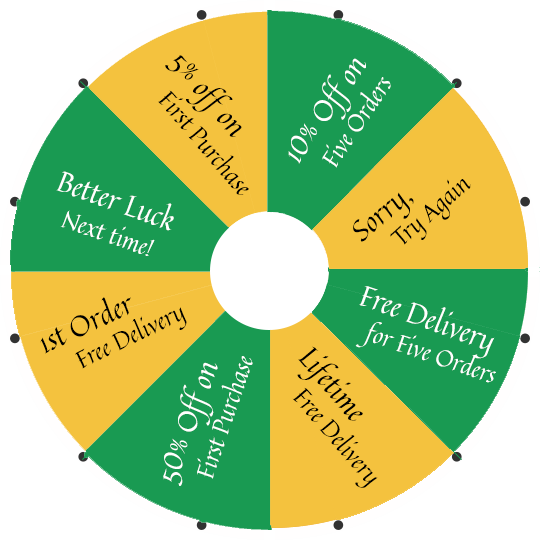 5% off on
First Purchase
10% Off on
Five Orders
Sorry,
Try Again
Free Delivery
for Five Orders
Lifetime
Free Delivery
50% Off on
First Purchase
1st Order
Free Delivery
Better Luck
Next time!